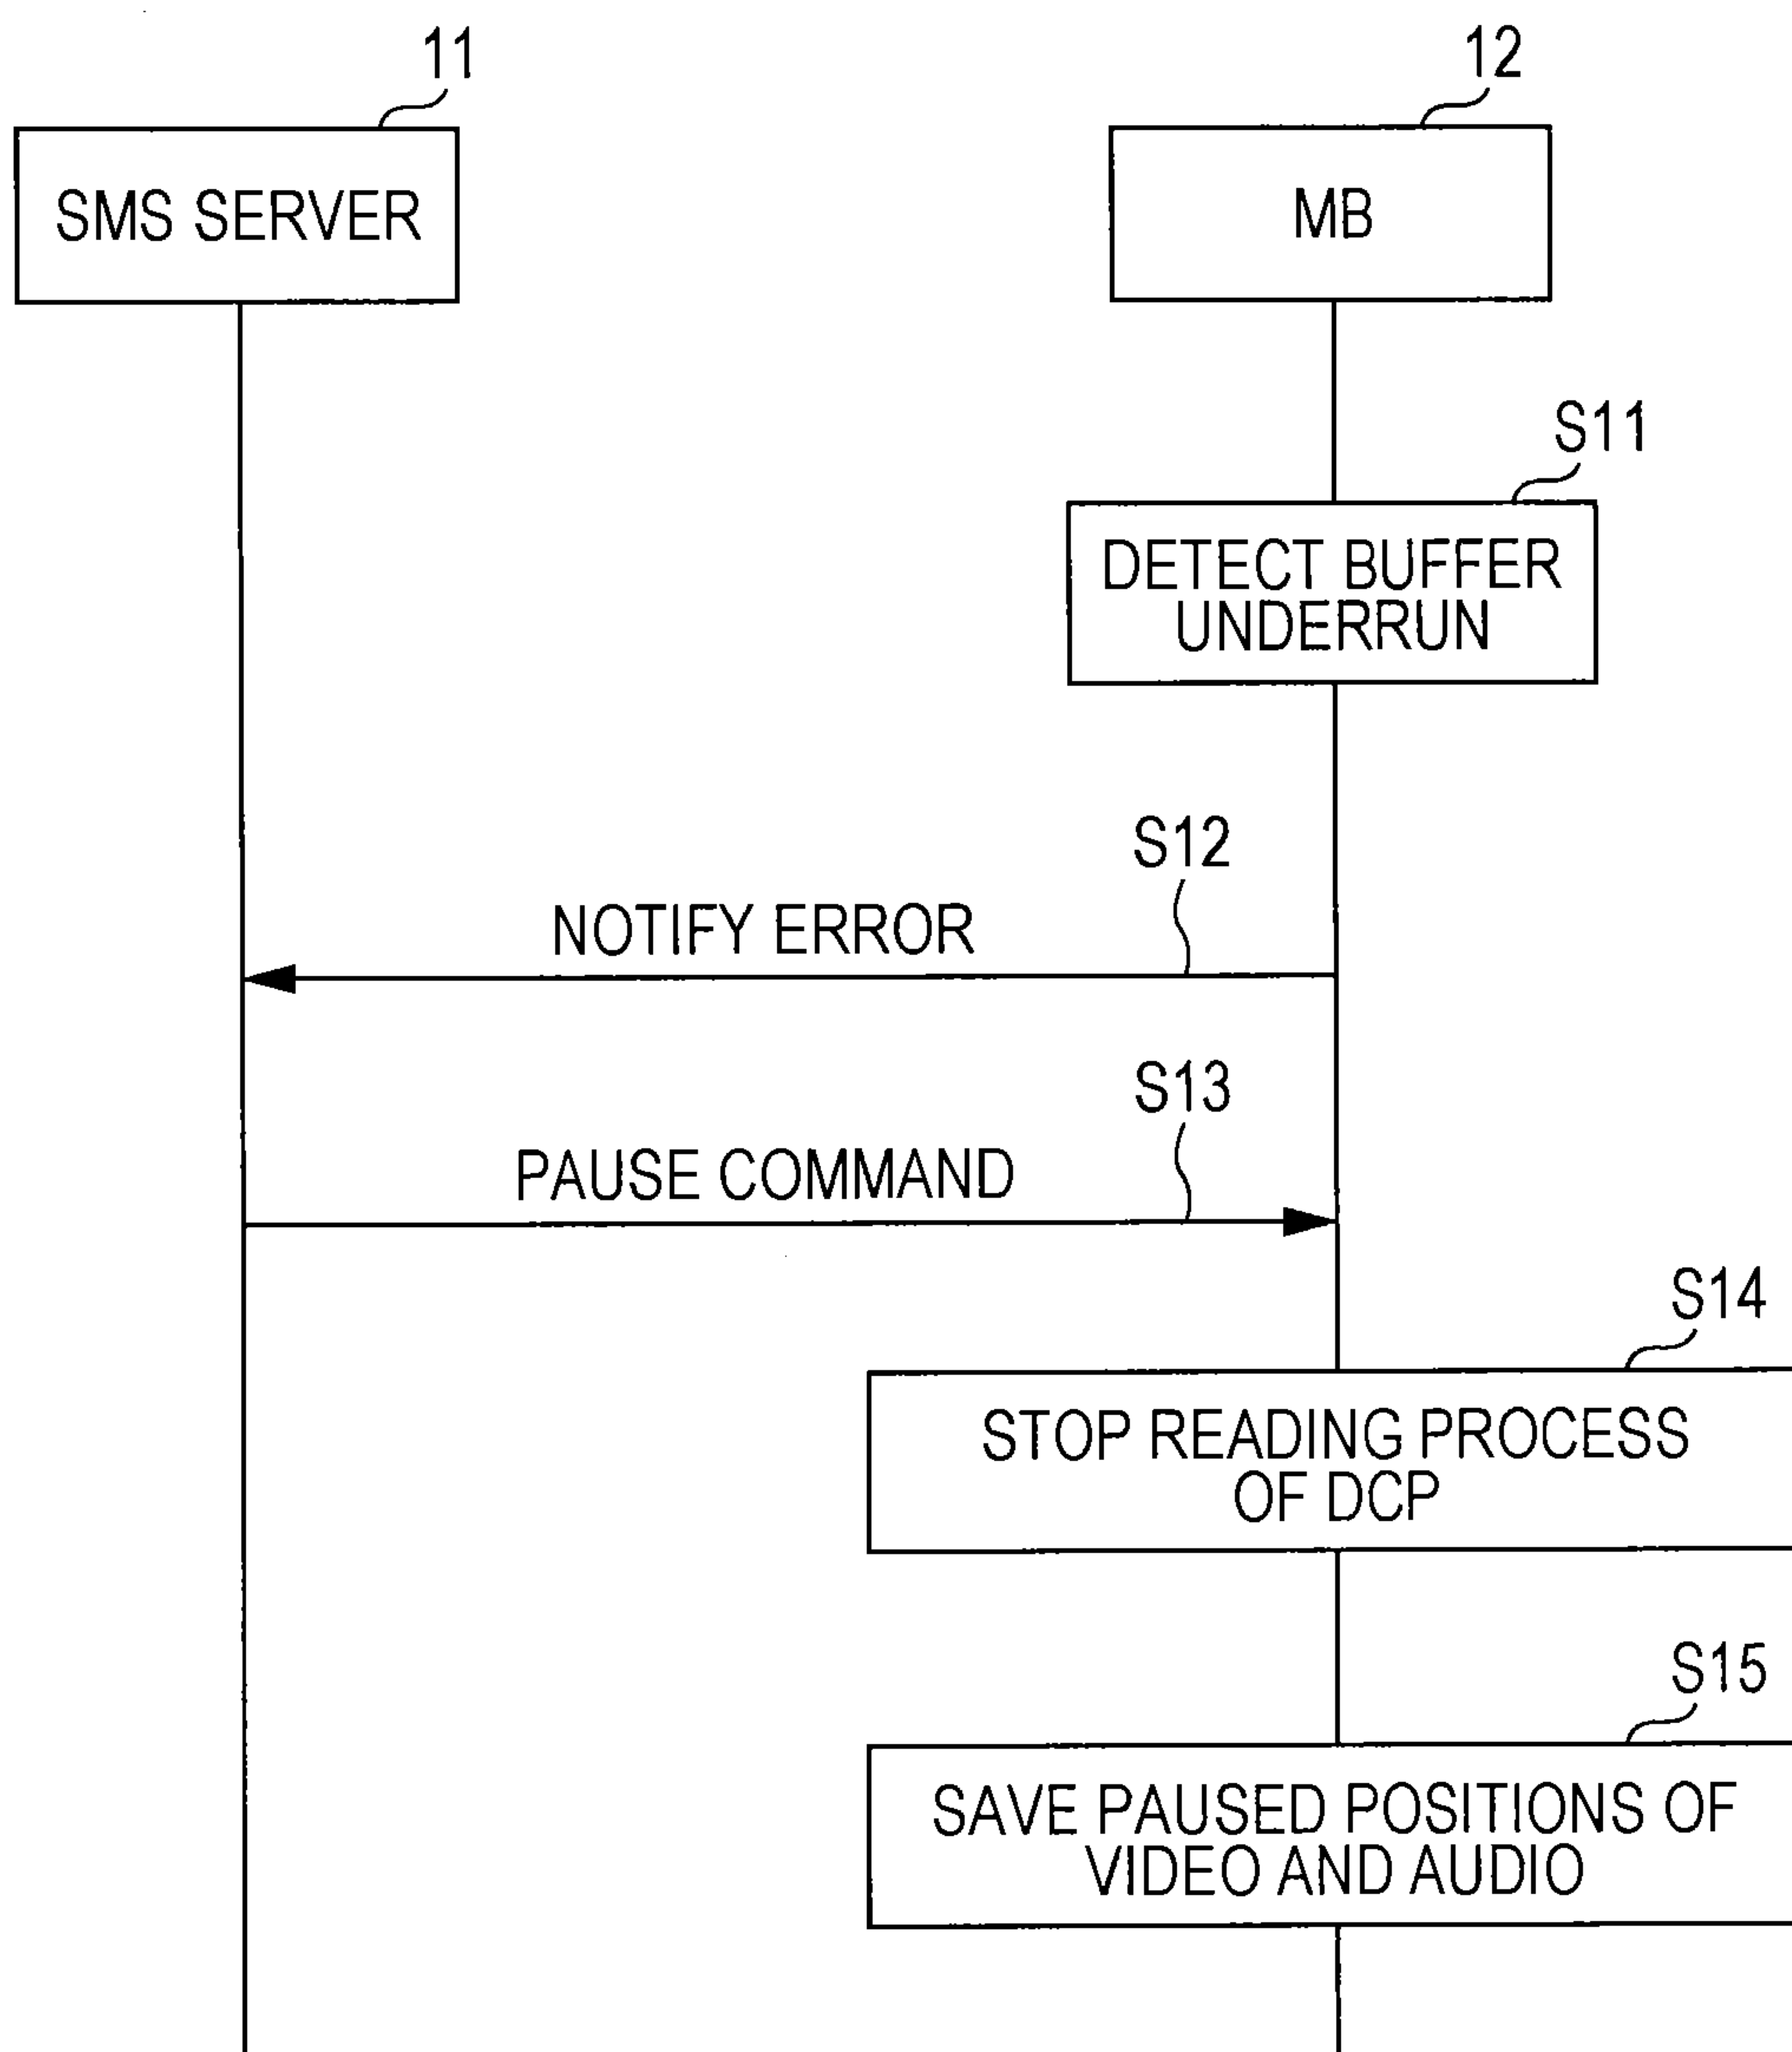 11
12
SMS SERVER
MB
S11
DETECT BUFFER
UNDERRUN
S12
NOTIFY ERROR
S13
PAUSE COMMAND
S14
STOP READING PROCESS
OF DCP
S15
SAVE PAUSED POSITIONS OF
VIDEO AND AUDIO